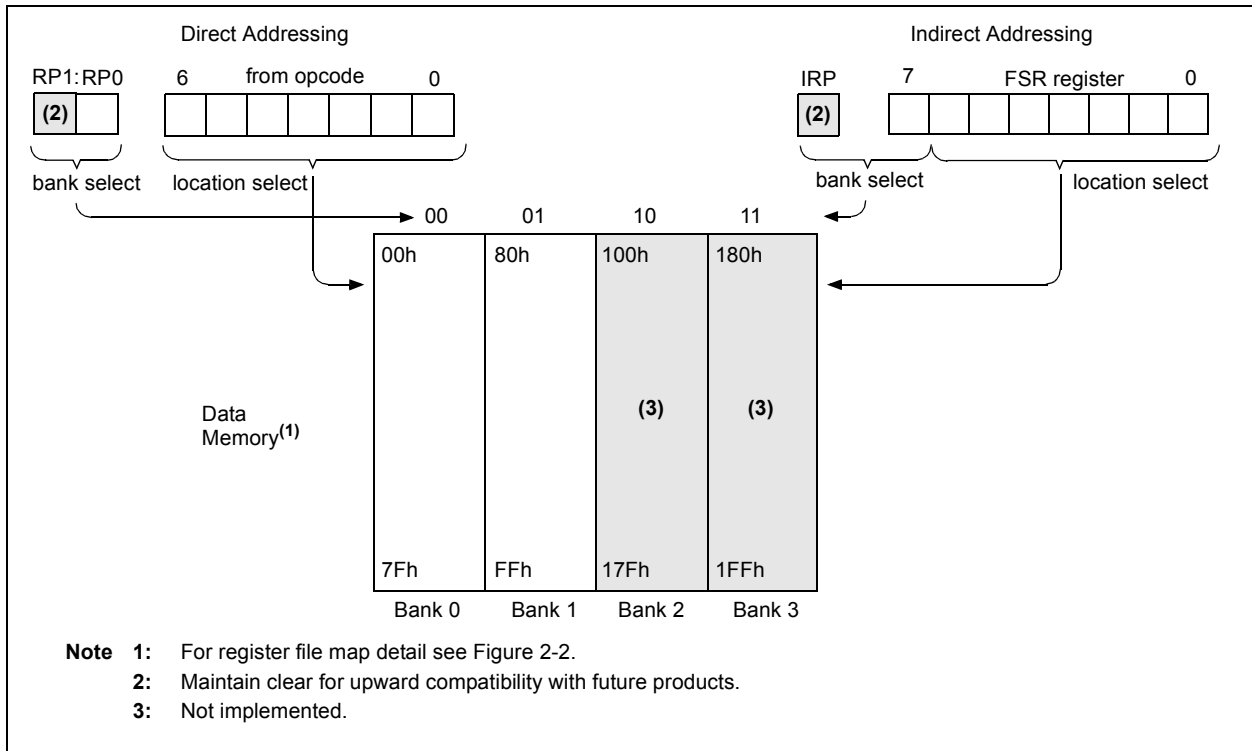 Direct Addressing Indirect Addressing
RP1:RP0 6 from opcode 0 IRP 7 FSR register 0
(2) (2)
bank select location select bank select location select
00 01 10 11
00h 80h 100h 180h
(3) (3)
Data
Memory(1)
7Fh FFh 17Fh 1FFh
Bank 0 Bank 1 Bank 2 Bank 3
Note 1: For register file map detail see Figure 2-2.
2: Maintain clear for upward compatibility with future products.
3: Not implemented.